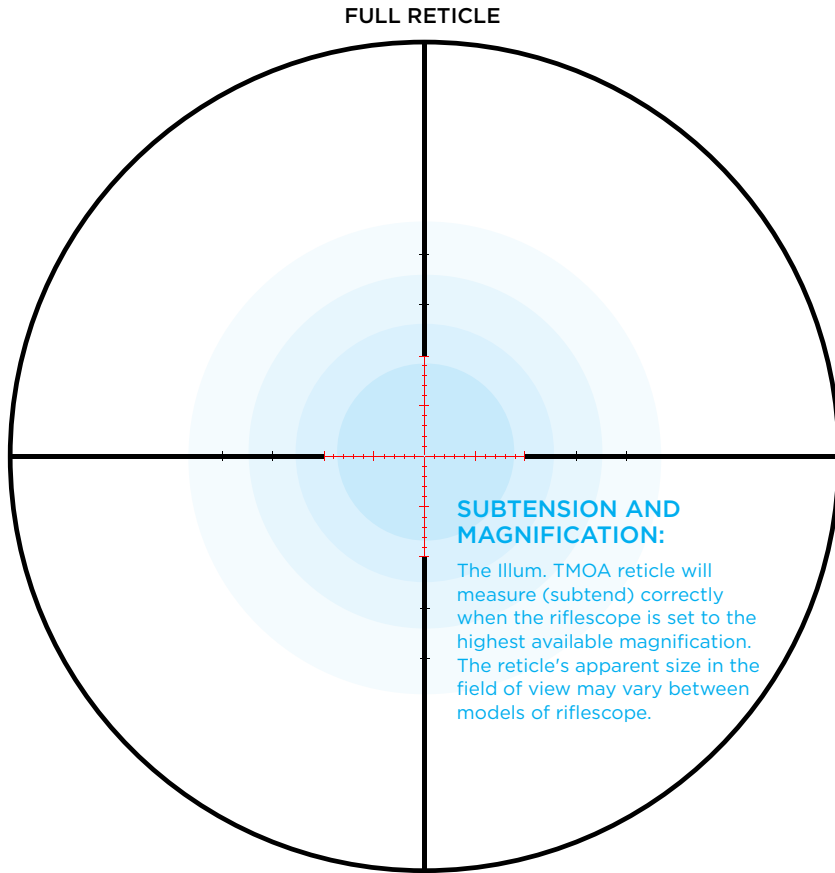 FULL RETICLE
SUBTENSION AND
MAGNIFICATION:
The Illum. TMOA reticle will
measure (subtend) correctly
when the riflescope is set to the
highest available magnification.
The reticle's apparent size in the
field of view may vary between
models of riflescope.